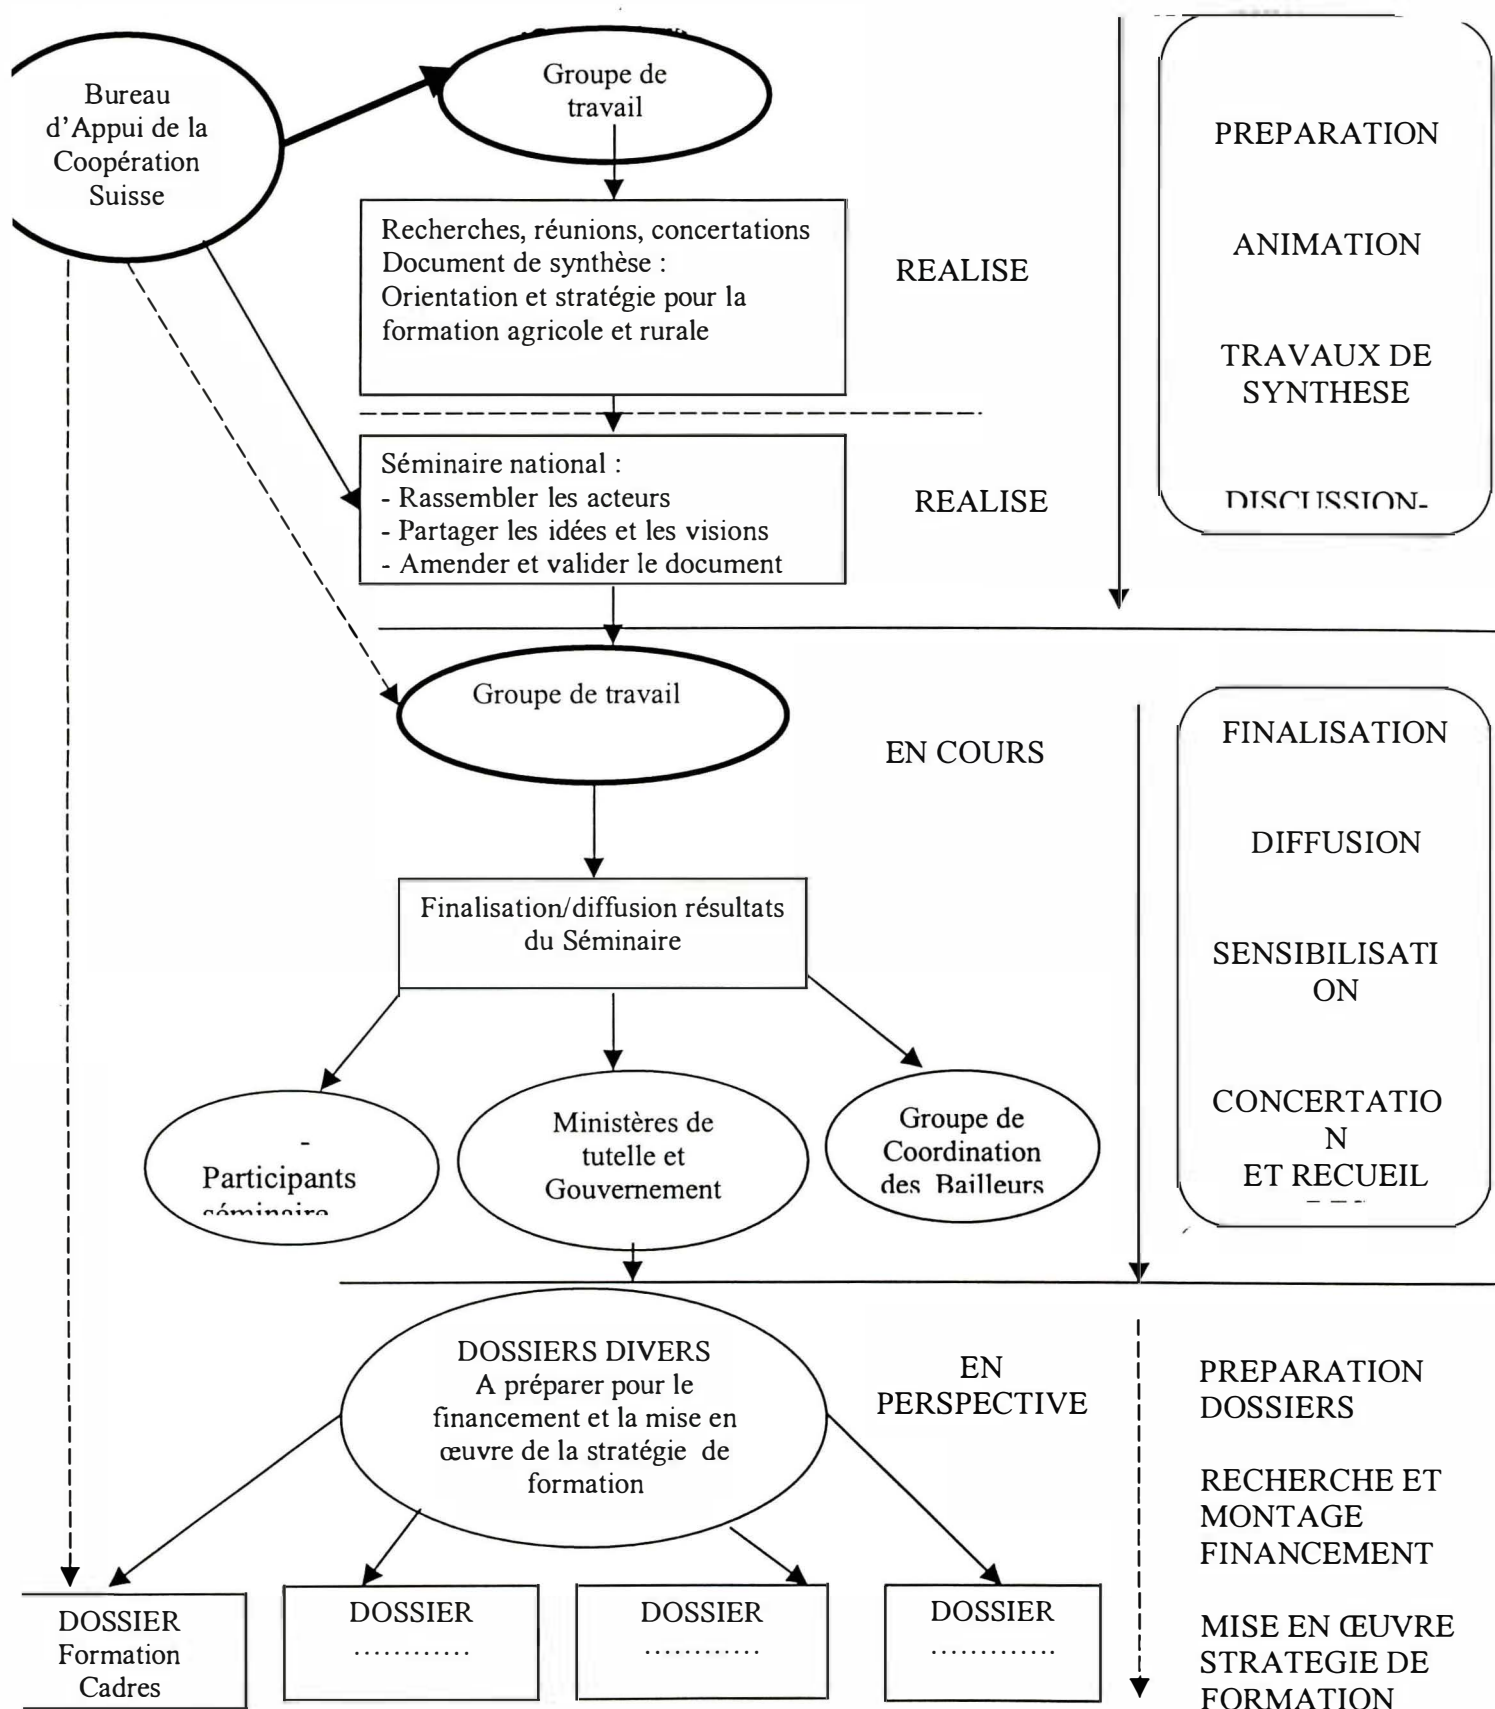 Bureau
d'Appui de la
Coopération
Suisse
Groupe de
travail
Recherches, réunions, concertations
Document de synthèse :
Orientation et stratégie pour la
formation agricole et rurale
REALISE
PREPARATION
ANIMATION
TRAVAUX DE
SYNTHESE
DISCUSSION-
Séminaire national :
- Rassembler les acteurs
- Partager les idées et les visions
- Amender et valider le document
REALISE
Groupe de travail
EN COURS
Finalisation/diffusion résultats
du Séminaire
FINALISATION
DIFFUSION
SENSIBILISATI
ON
CONCERTATIO
N
ET RECUEIL
-
Participants
séminaire
Ministères de
tutelle et
Gouvernement
Groupe de
Coordination
des Bailleurs
DOSSIERS DIVERS
A préparer pour le
financement et la mise en
œuvre de la stratégie de
formation
EN
PERSPECTIVE
PREPARATION
DOSSIERS
RECHERCHE ET
MONTAGE
FINANCEMENT
MISE EN ŒUVRE
STRATEGIE DE
FORMATION
DOSSIER
Formation
Cadres
DOSSIER
............
DOSSIER
............
DOSSIER
.............